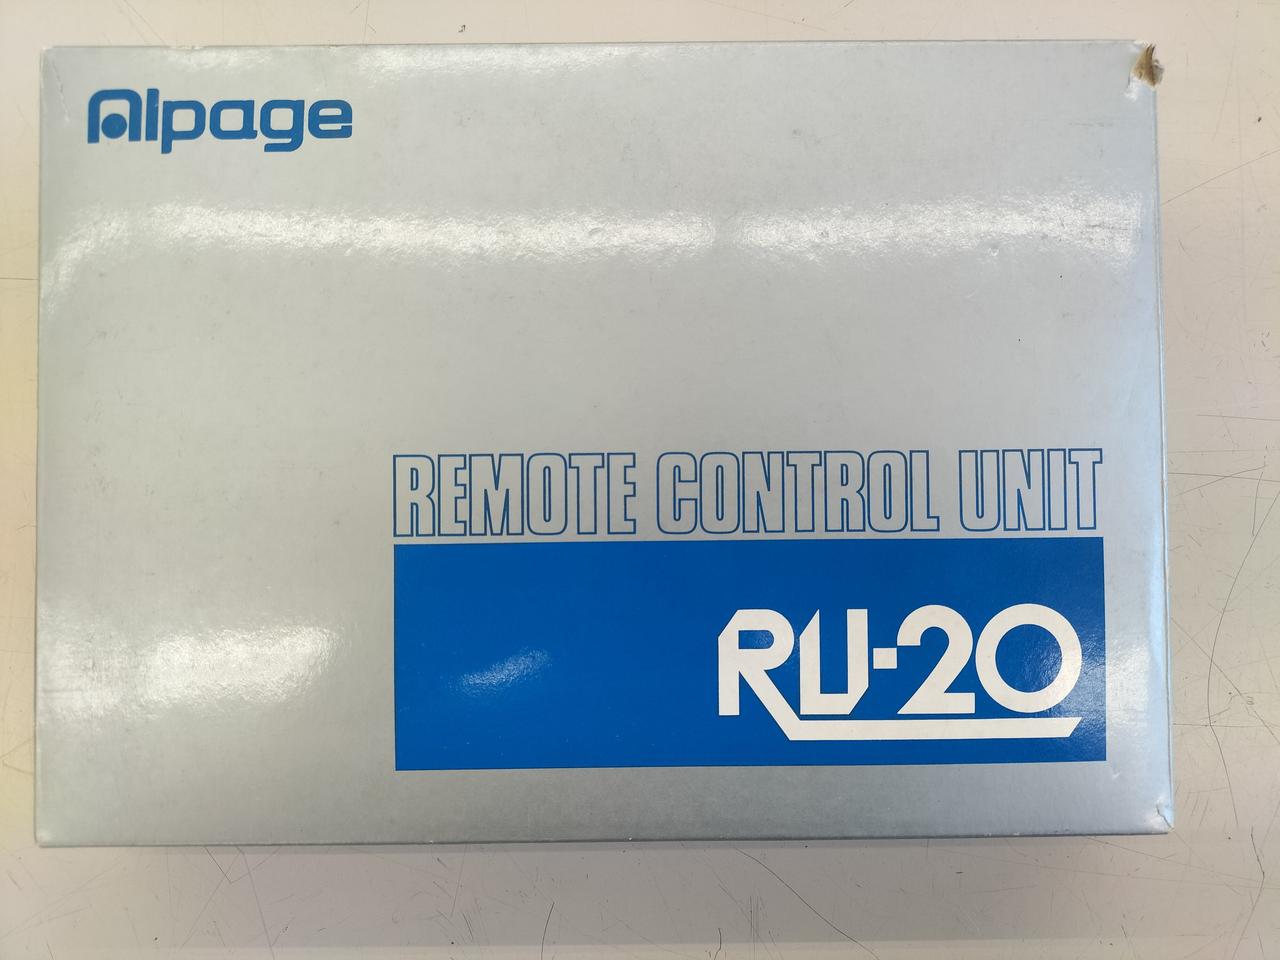 Alpage
REMOTE CONTROL UNIT
RU-20